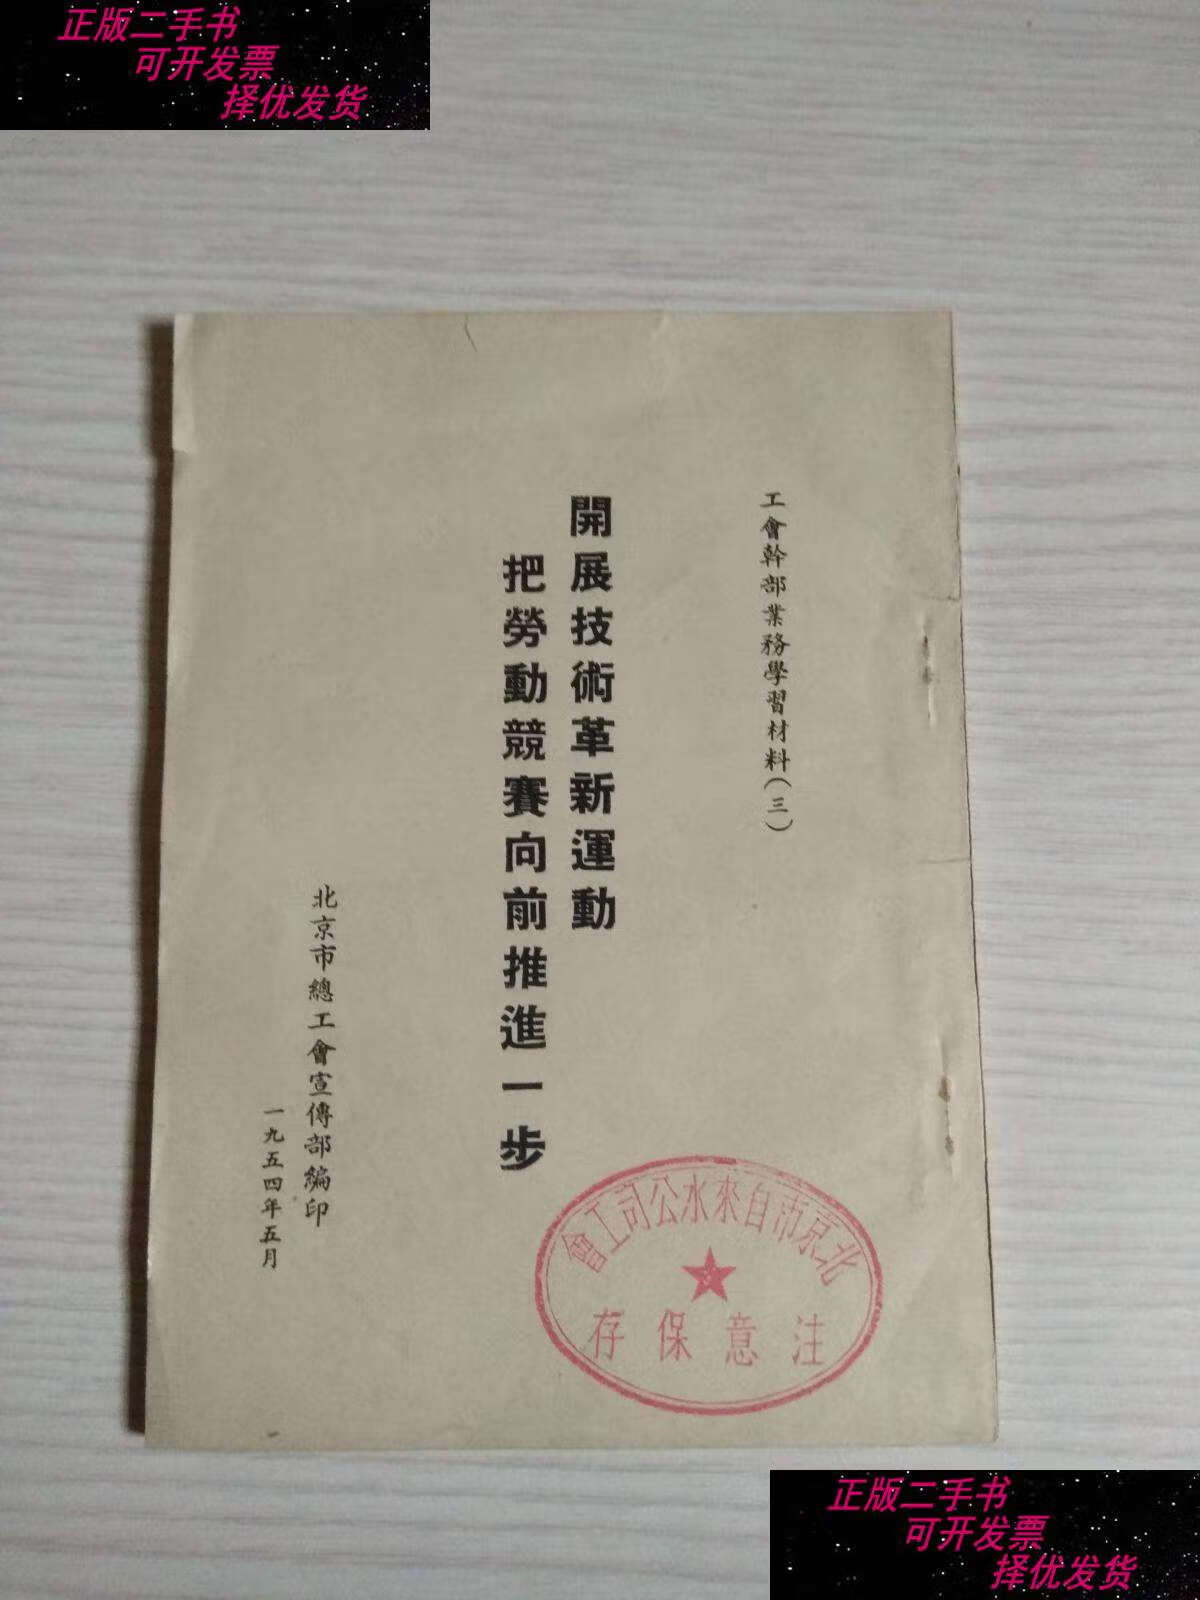 正版二手书
可开发票
择优发货
工會幹部業務學習材料(三)
開展技術革新運動
把勞動競賽向前推進一步
北京市總工會宣傳部編印
一九五四年五月
北京市自來水公司工會
注意保存
正版二手书
可开发票
择优发货